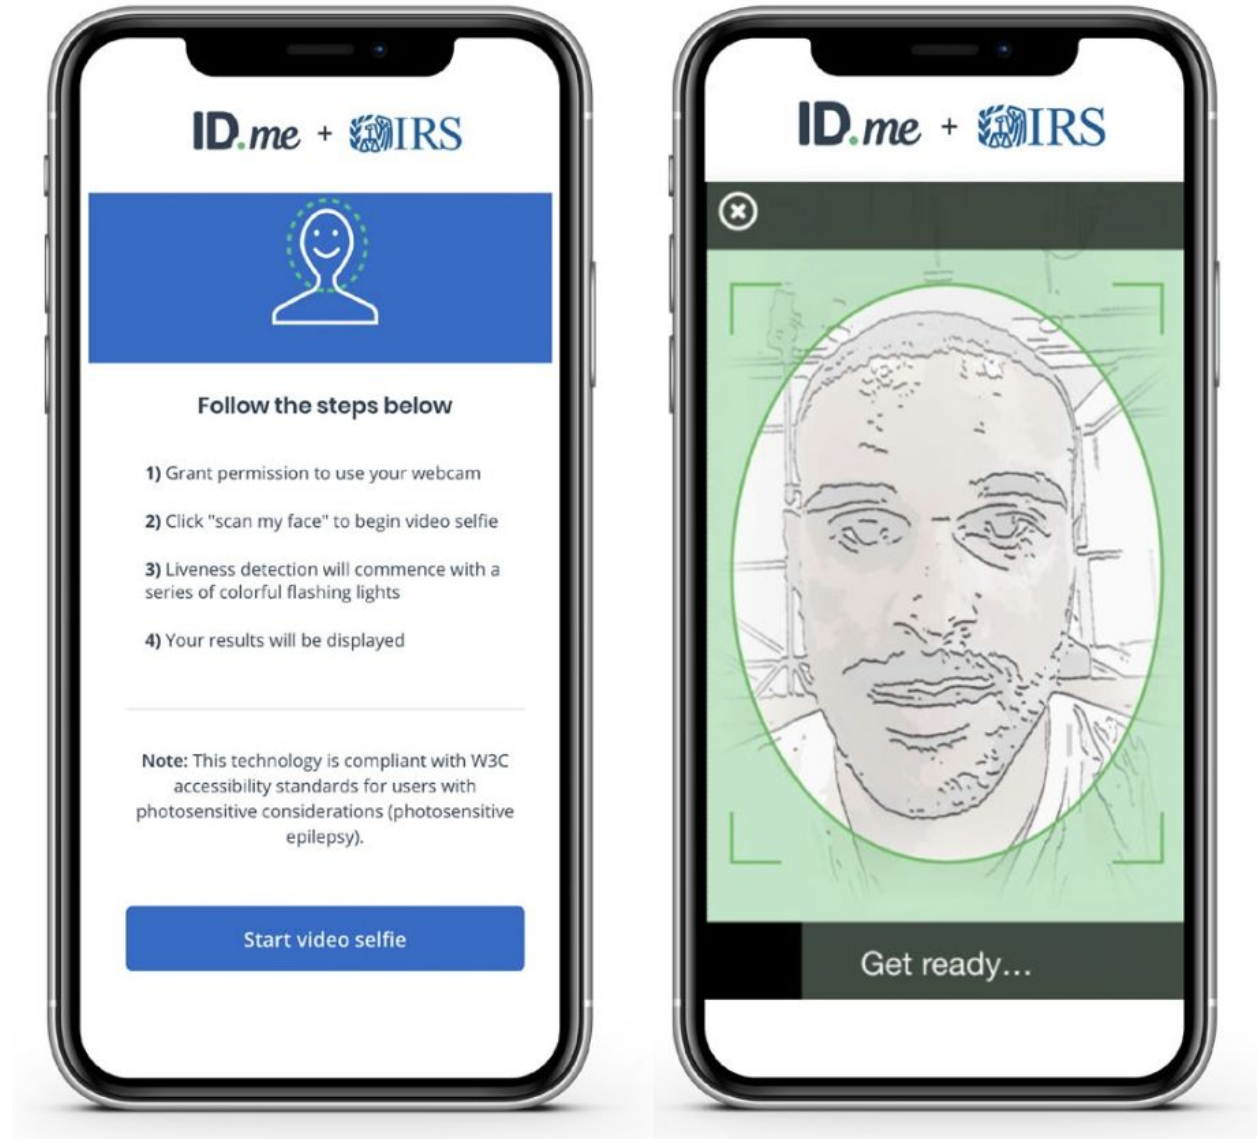 ID.me + IRS
Follow the steps below
1) Grant permission to use your webcam
2) Click "scan my face" to begin video selfie
3) Liveness detection will commence with a
series of colorful flashing lights
4) Your results will be displayed
Note: This technology is compliant with W3C
accessibility standards for users with
photosensitive considerations (photosensitive
epilepsy).
Start video selfie
ID.me + IRS
Get ready...